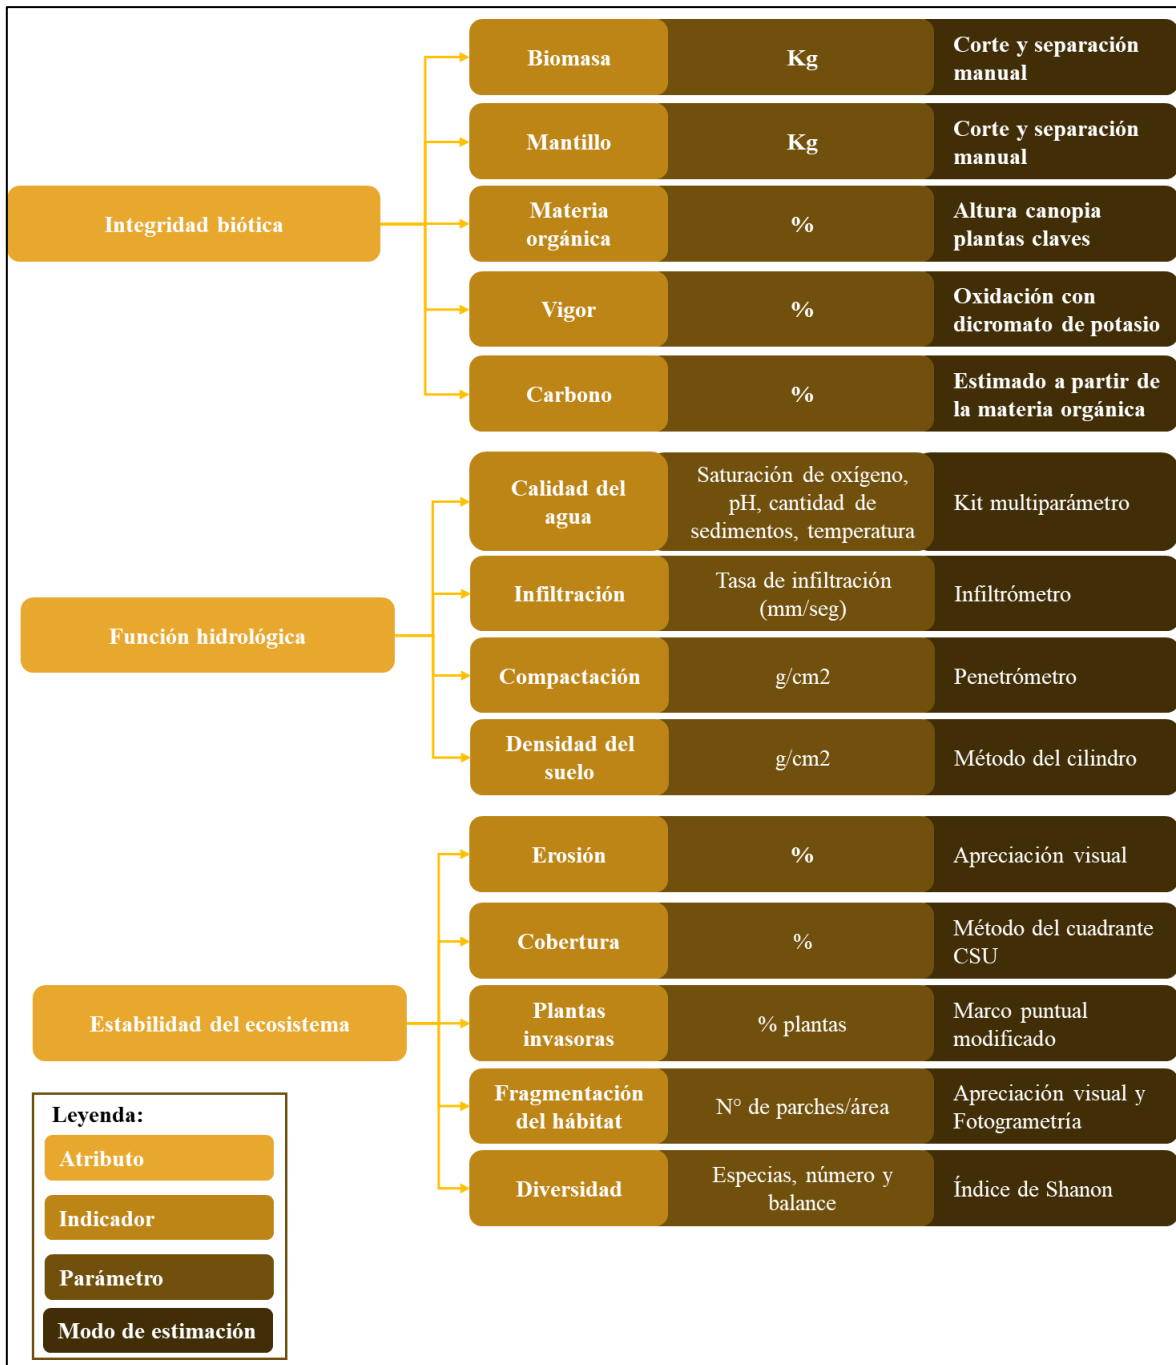 Integridad biótica
Biomasa
Kg
Corte y separación
manual
Mantillo
Kg
Corte y separación
manual
Materia
orgánica
%
Altura canopia
plantas claves
Vigor
%
Oxidación con
dicromato de potasio
Carbono
%
Estimado a partir de
la materia orgánica
Función hidrológica
Calidad del
agua
Saturación de oxígeno,
pH, cantidad de
sedimentos, temperatura
Kit multiparámetro
Infiltración
Tasa de infiltración
(mm/seg)
Infiltrómetro
Compactación
g/cm2
Penetrómetro
Densidad del
suelo
g/cm2
Método del cilindro
Estabilidad del ecosistema
Erosión
%
Apreciación visual
Cobertura
%
Método del cuadrante
CSU
Plantas
invasoras
% plantas
Marco puntual
modificado
Fragmentación
del hábitat
N° de parches/área
Apreciación visual y
Fotogrametría
Diversidad
Especias, número y
balance
Índice de Shanon
Leyenda:
Atributo
Indicador
Parámetro
Modo de estimación